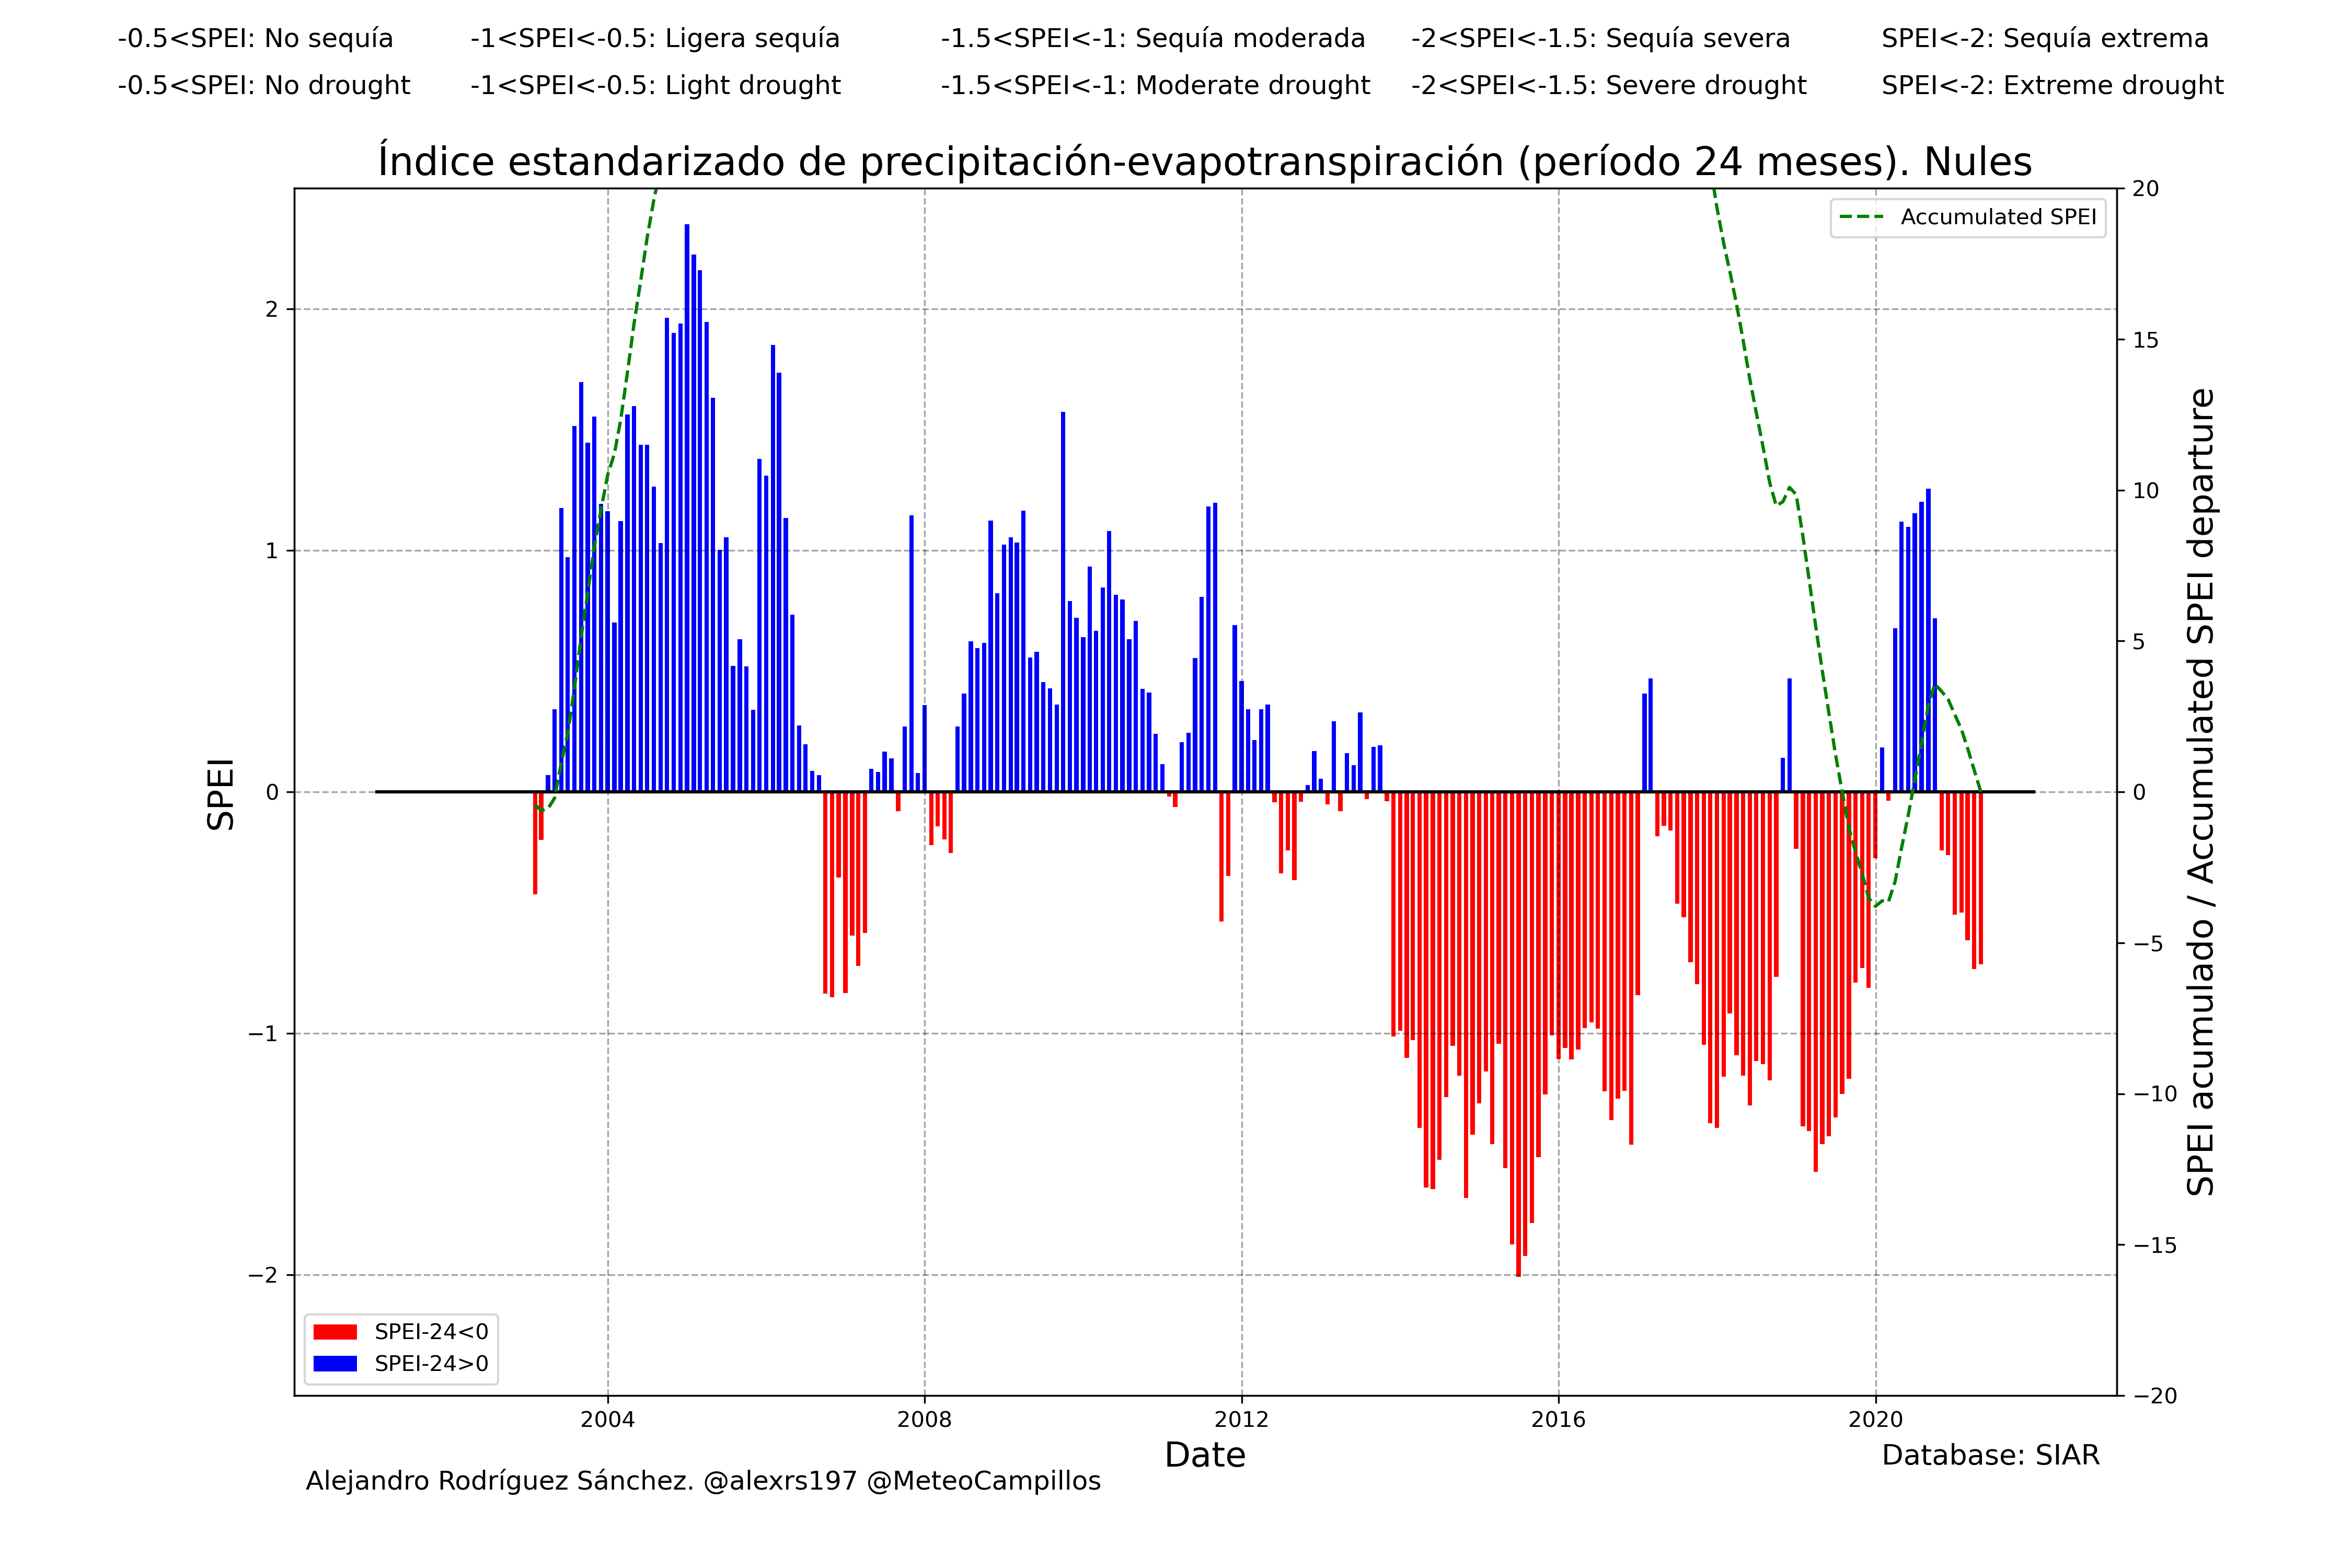 -0.5<SPEI: No sequía -1<SPEI<-0.5: Ligera sequía -1.5<SPEI<-1: Sequía moderada -2<SPEI<-1.5: Sequía severa SPEI<-2: Sequía extrema
-0.5<SPEI: No drought -1<SPEI<-0.5: Light drought -1.5<SPEI<-1: Moderate drought -2<SPEI<-1.5: Severe drought SPEI<-2: Extreme drought
Índice estandarizado de precipitación-evapotranspiración (período 24 meses). Nules
Accumulated SPEI
2
1
0
−1
−2
SPEI
20
15
10
5
0
−5
−10
−15
−20
SPEI acumulado / Accumulated SPEI departure
SPEI-24<0
SPEI-24>0
2004 2008 2012 2016 2020
Date
Database: SIAR
Alejandro Rodríguez Sánchez. @alexrs197 @MeteoCampillos